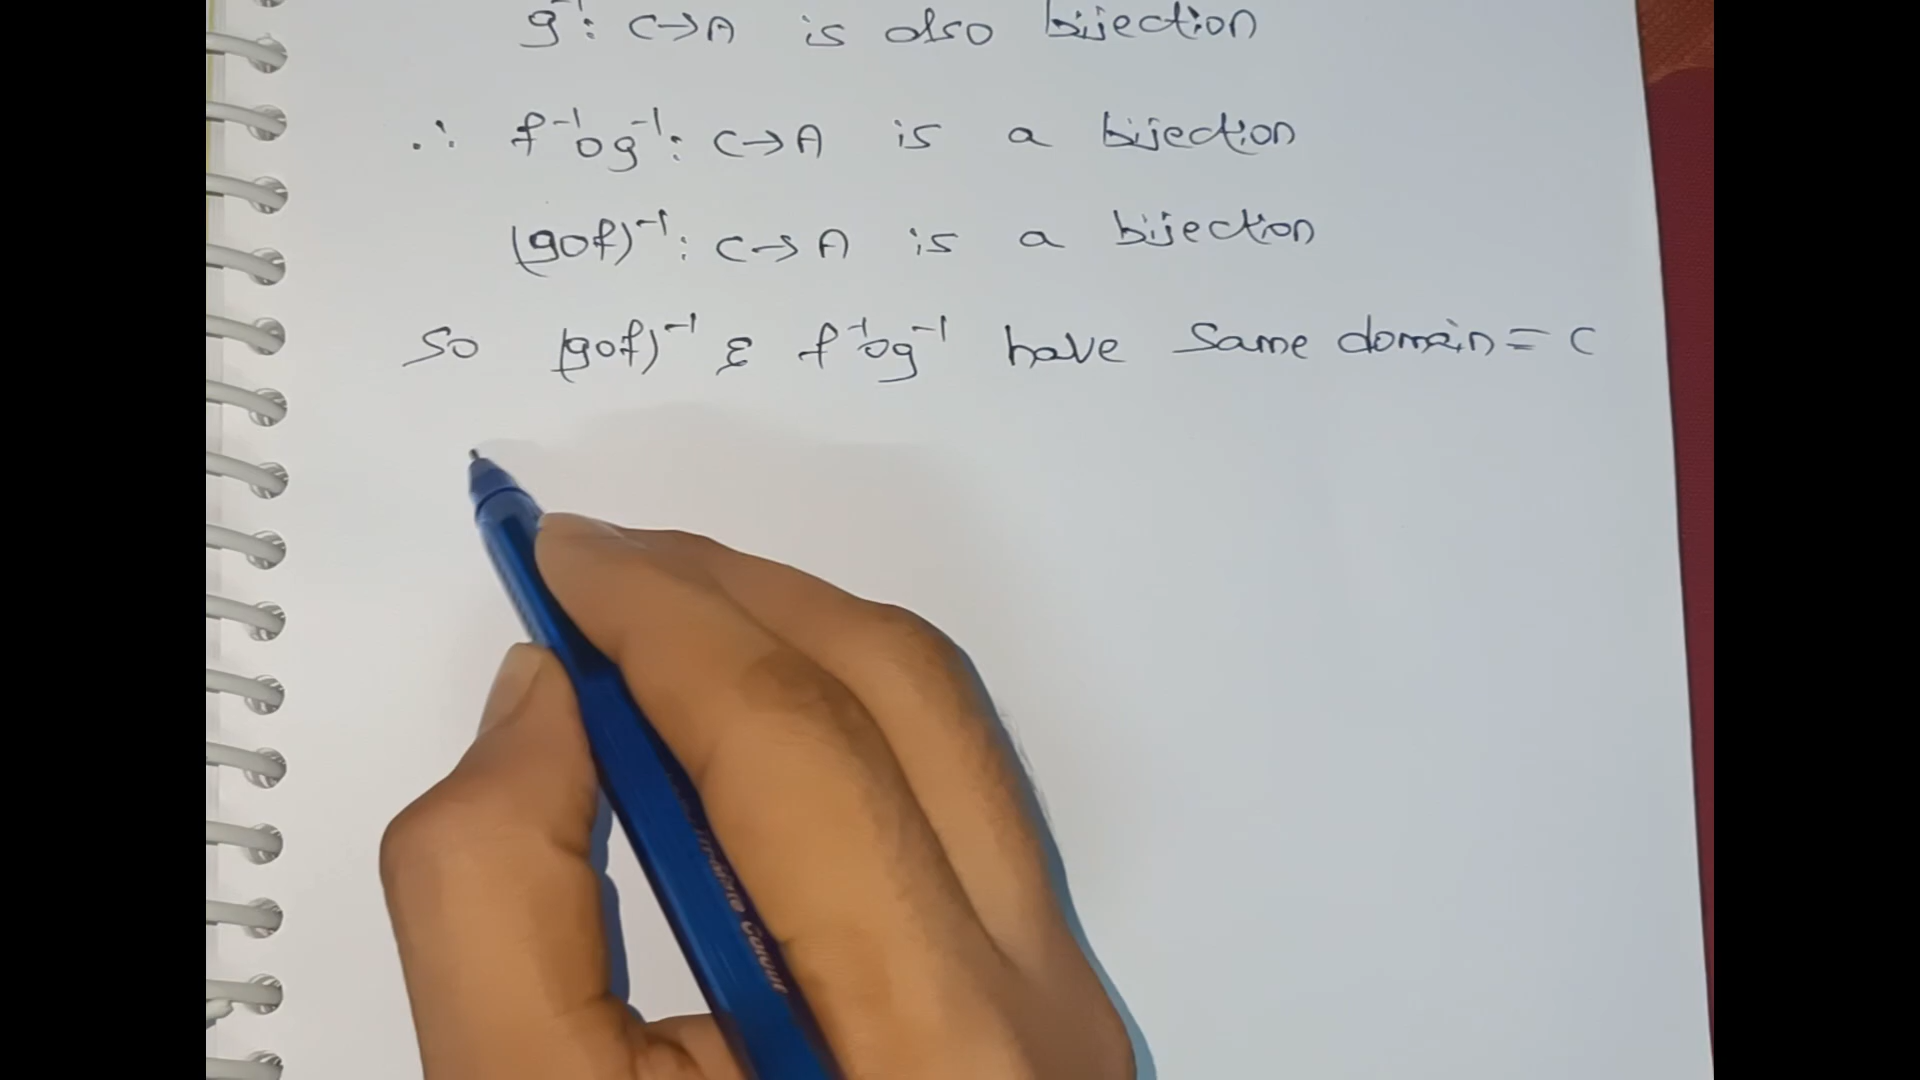 g⁻¹: C→A is also bijection
∴ f⁻¹og⁻¹: C→A is a bijection
(gof)⁻¹: C→A is a bijection
So (gof)⁻¹ & f⁻¹og⁻¹ have same domain = C